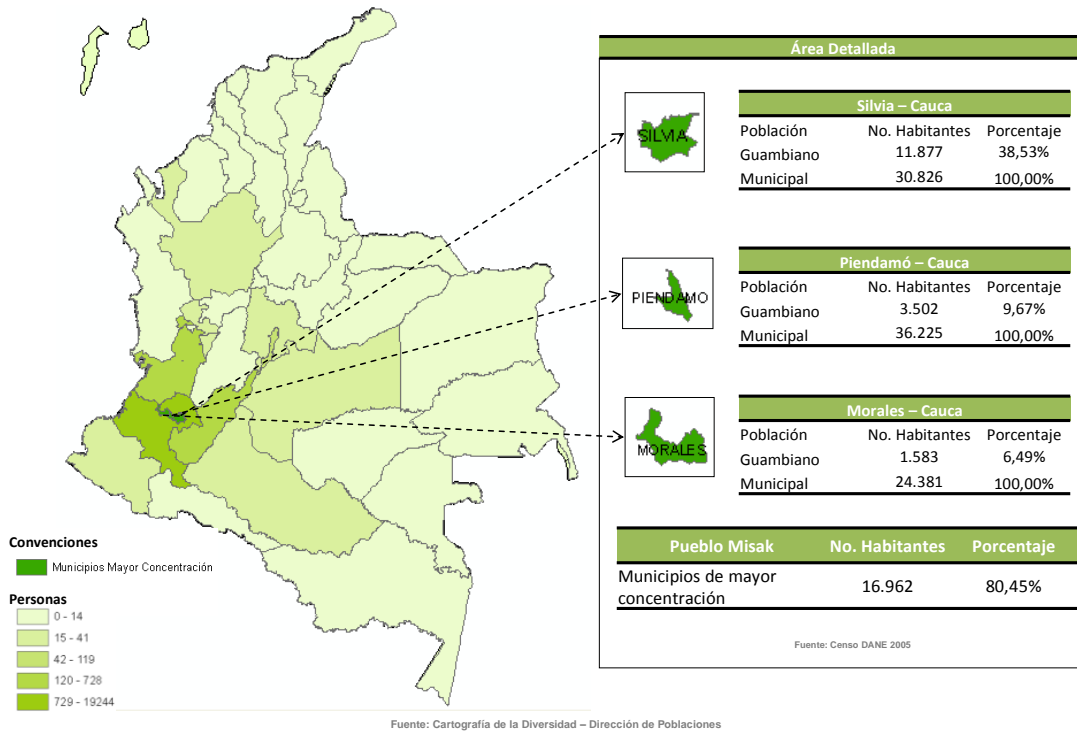 Área Detallada
SILVIA
Silvia – Cauca
Población No. Habitantes Porcentaje
Guambiano 11.877 38,53%
Municipal 30.826 100,00%
PIENDAMO
Piendamó – Cauca
Población No. Habitantes Porcentaje
Guambiano 3.502 9,67%
Municipal 36.225 100,00%
MORALES
Morales – Cauca
Población No. Habitantes Porcentaje
Guambiano 1.583 6,49%
Municipal 24.381 100,00%
Pueblo Misak No. Habitantes Porcentaje
Municipios de mayor
concentración 16.962 80,45%
Fuente: Censo DANE 2005
Convenciones
Municipios Mayor Concentración
Personas
0 - 14
15 - 41
42 - 119
120 - 728
729 - 19244
Fuente: Cartografía de la Diversidad – Dirección de Poblaciones